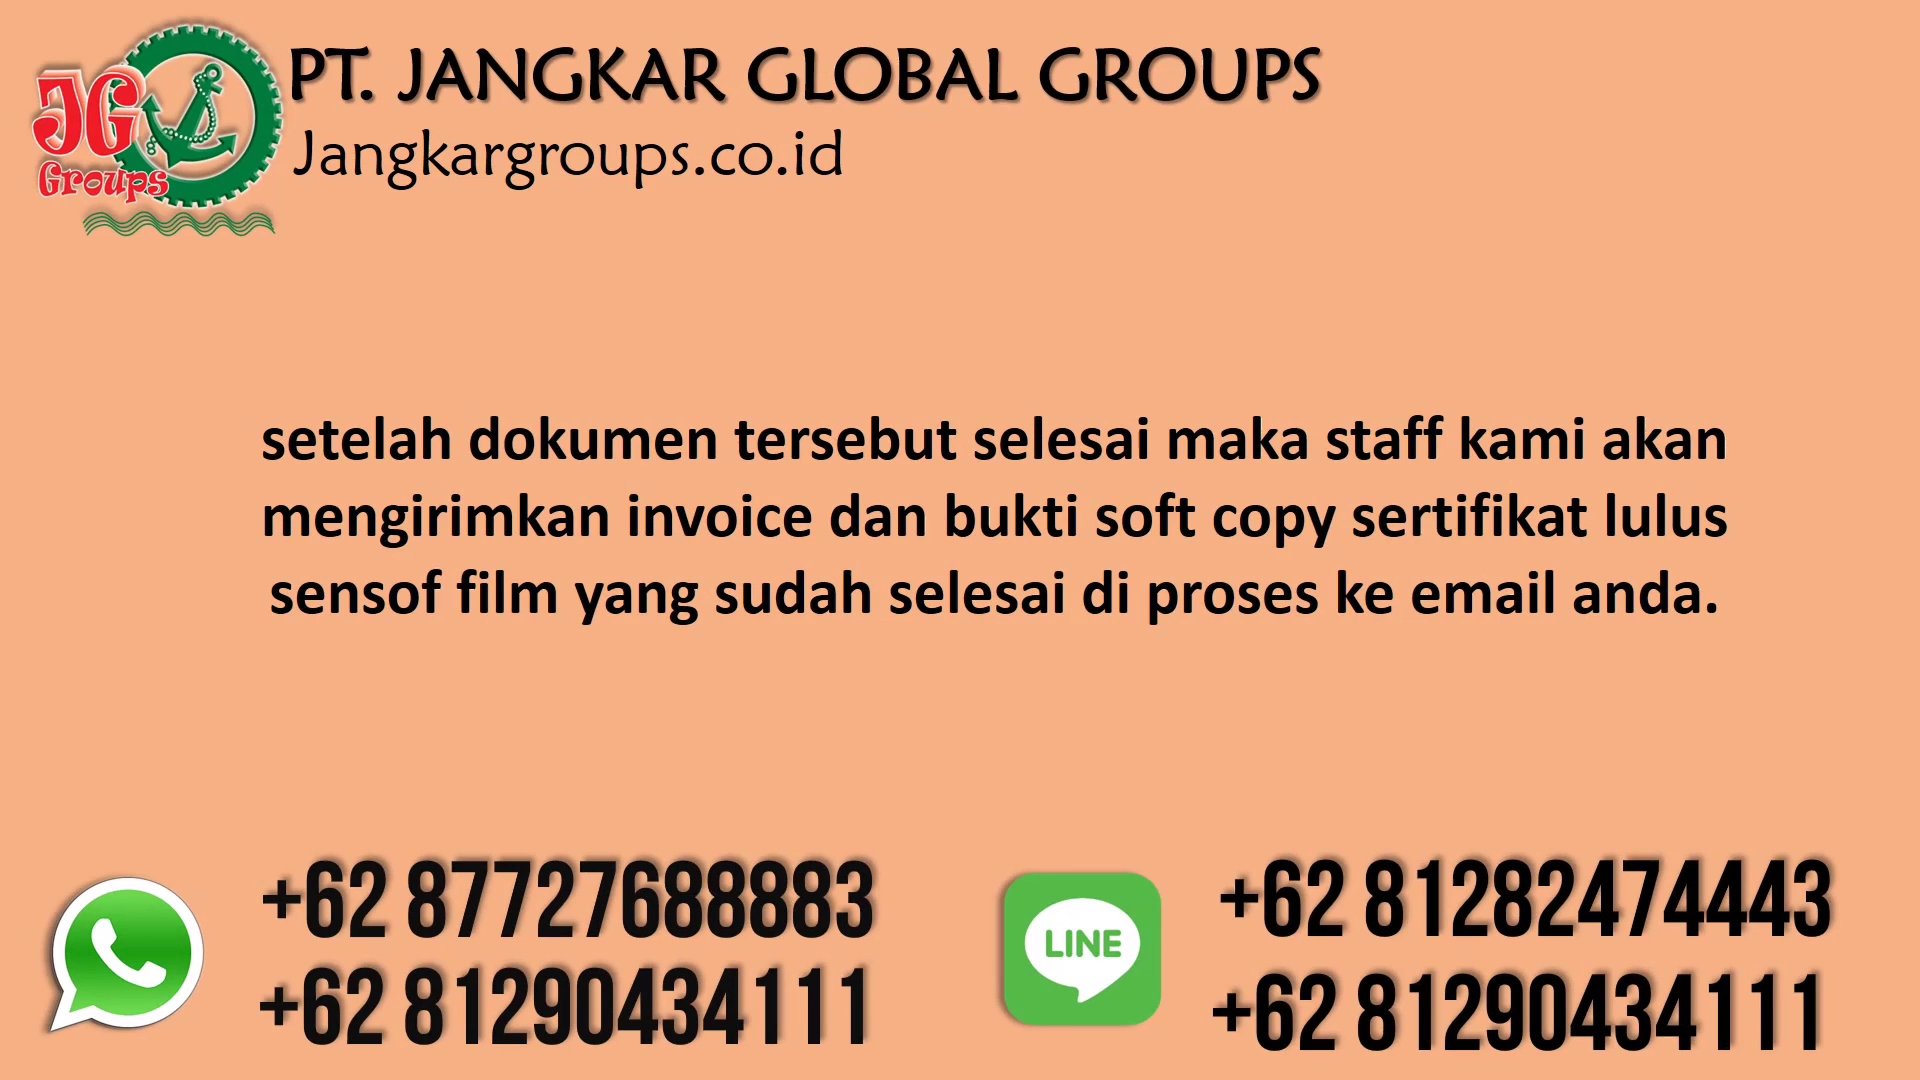 JG
Groups
PT. JANGKAR GLOBAL GROUPS
Jangkargroups.co.id
setelah dokumen tersebut selesai maka staff kami akan
mengirimkan invoice dan bukti soft copy sertifikat lulus
sensof film yang sudah selesai di proses ke email anda.
+62 87727688883
+62 81290434111
LINE
+62 81282474443
+62 81290434111